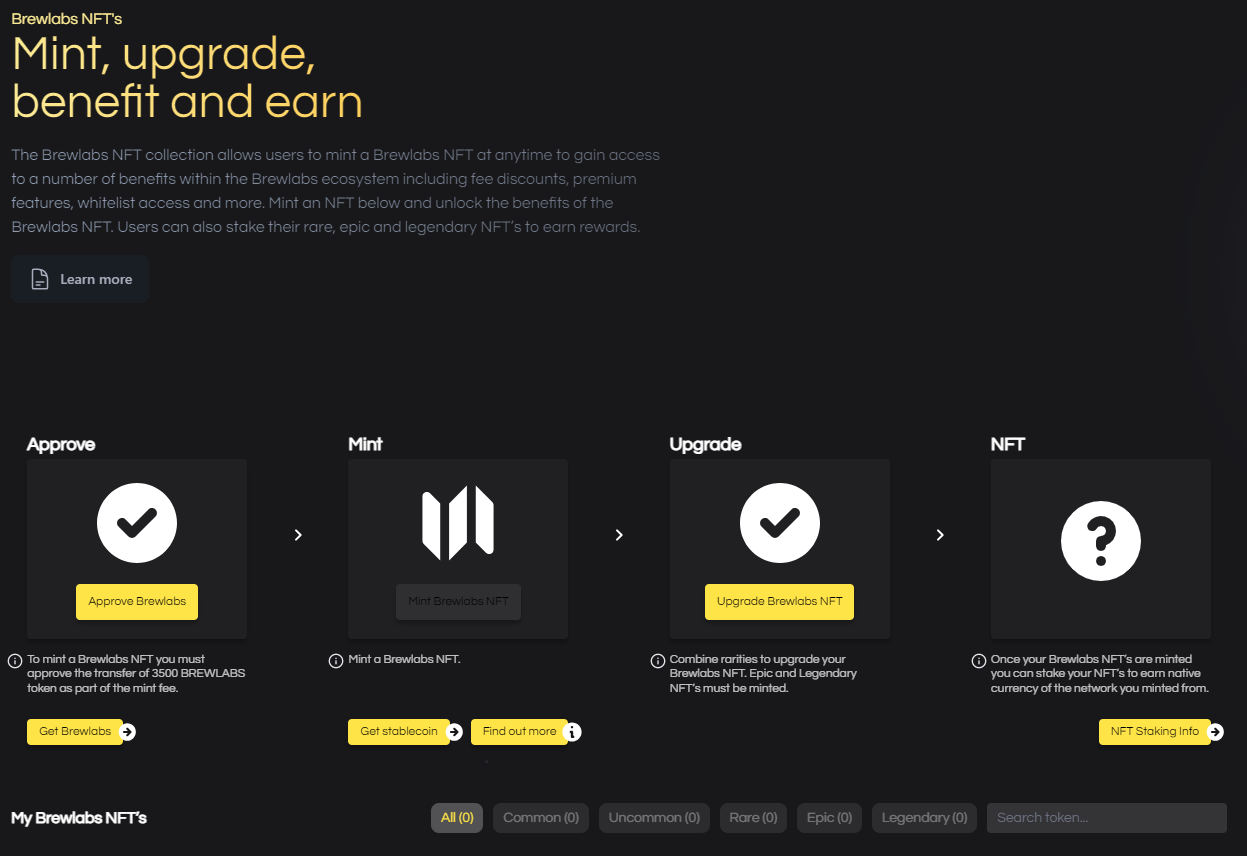 Brewlabs NFT's
Mint, upgrade,
benefit and earn
The Brewlabs NFT collection allows users to mint a Brewlabs NFT at anytime to gain access
to a number of benefits within the Brewlabs ecosystem including fee discounts, premium
features, whitelist access and more. Mint an NFT below and unlock the benefits of the
Brewlabs NFT. Users can also stake their rare, epic and legendary NFT's to earn rewards.
Learn more
Approve
Approve Brewlabs
To mint a Brewlabs NFT you must
approve the transfer of 3500 BREWLABS
token as part of the mint fee.
Get Brewlabs
Mint
Mint Brewlabs NFT
Mint a Brewlabs NFT.
Get stablecoin
Find out more
Upgrade
Upgrade Brewlabs NFT
Combine rarities to upgrade your
Brewlabs NFT. Epic and Legendary
NFT's must be minted.
NFT
Once your Brewlabs NFT's are minted
you can stake your NFT's to earn native
currency of the network you minted from.
NFT Staking Info
My Brewlabs NFT's
All (0)
Common (0)
Uncommon (0)
Rare (0)
Epic (0)
Legendary (0)
Search token...